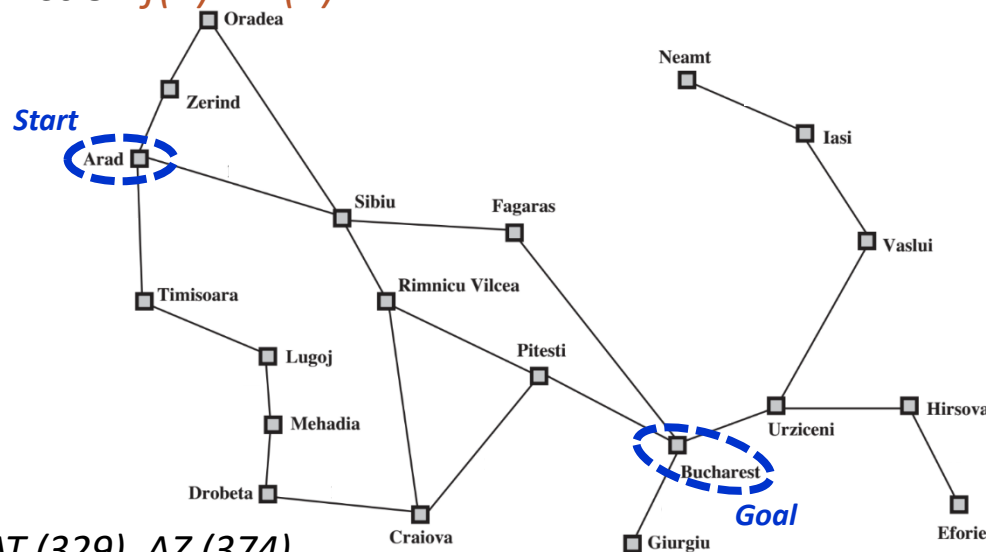 Oradea
Neamt
Zerind
Start
Iasi
Arad
Sibiu
Fagaras
Vaslui
Rimnicu Vilcea
Timisoara
Pitesti
Lugoj
Hirsova
Urziceni
Mehadia
Bucharest
Drobeta
Goal
Eforie
Craiova
Giurgiu
AT (329), AZ (374)